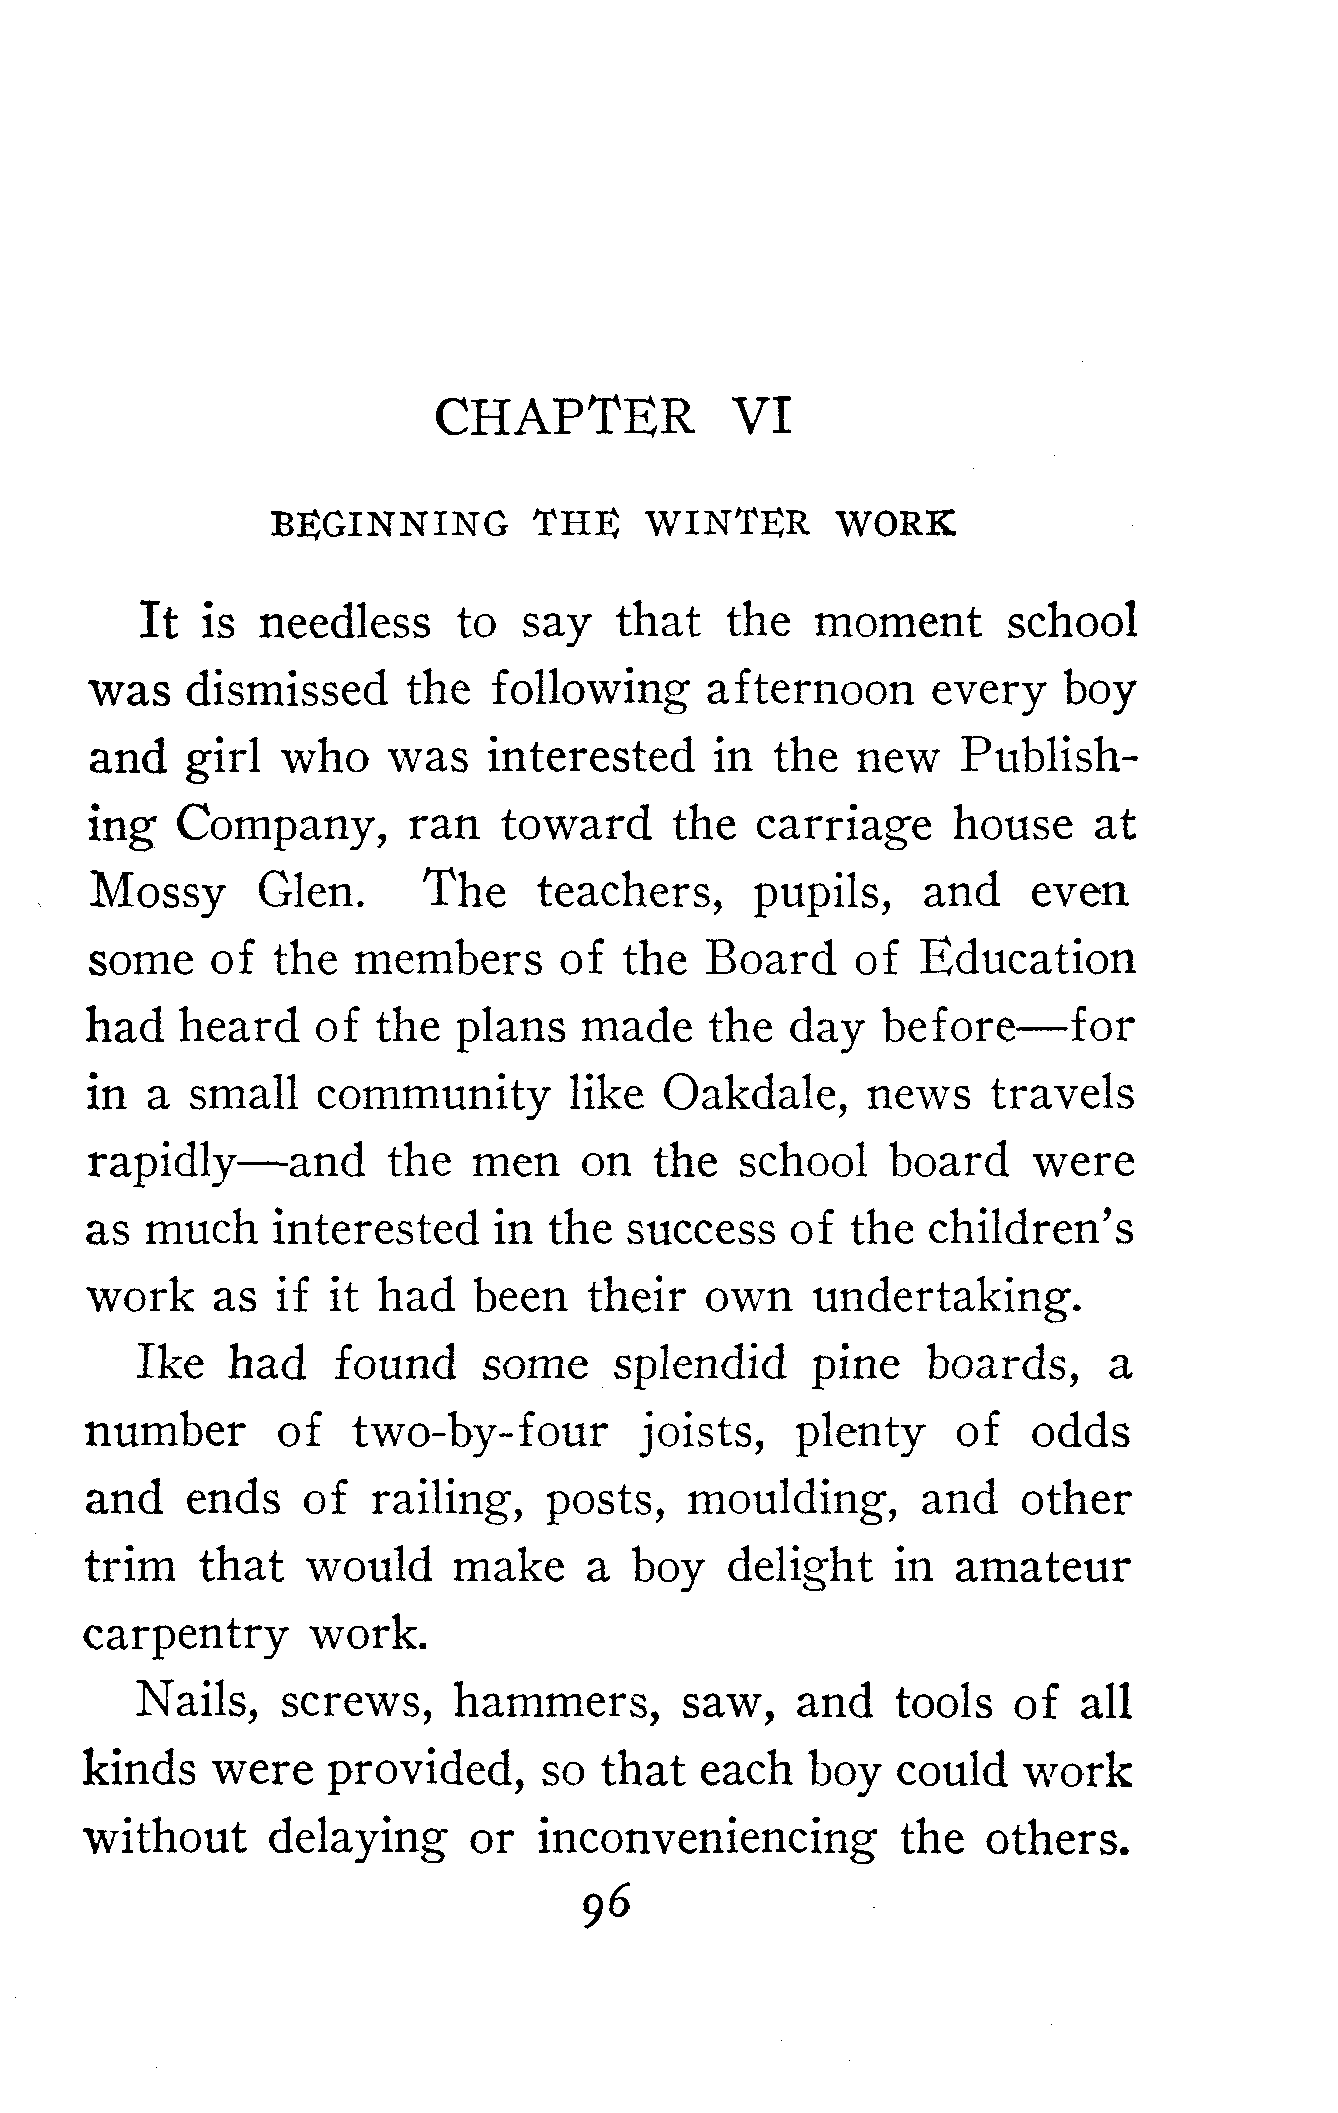 CHAPTER VI
BEGINNING THE WINTER WORK
It is needless to say that the moment school
was dismissed the following afternoon every boy
and girl who was interested in the new Publish-
ing Company, ran toward the carriage house at
Mossy Glen. The teachers, pupils, and even
some of the members of the Board of Education
had heard of the plans made the day before—for
in a small community like Oakdale, news travels
rapidly—and the men on the school board were
as much interested in the success of the children's
work as if it had been their own undertaking.
Ike had found some splendid pine boards, a
number of two-by-four joists, plenty of odds
and ends of railing, posts, moulding, and other
trim that would make a boy delight in amateur
carpentry work.
Nails, screws, hammers, saw, and tools of all
kinds were provided, so that each boy could work
without delaying or inconveniencing the others.
96